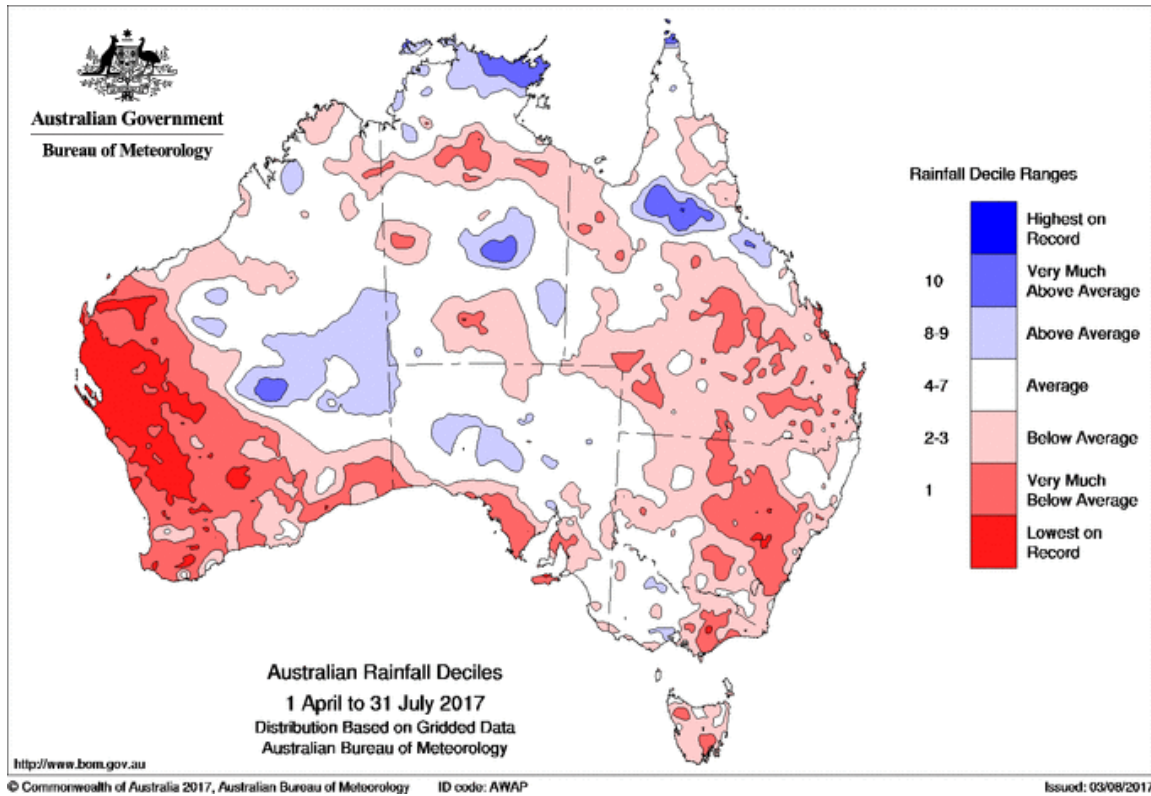 Australian Government
Bureau of Meteorology
Rainfall Decile Ranges
Highest on
Record
10
Very Much
Above Average
8-9
Above Average
4-7
Average
2-3
Below Average
1
Very Much
Below Average
Lowest on
Record
Australian Rainfall Deciles
1 April to 31 July 2017
Distribution Based on Gridded Data
Australian Bureau of Meteorology
http://www.bom.gov.au
© Commonwealth of Australia 2017, Australian Bureau of Meteorology ID code: AWAP Issued: 03/08/2017